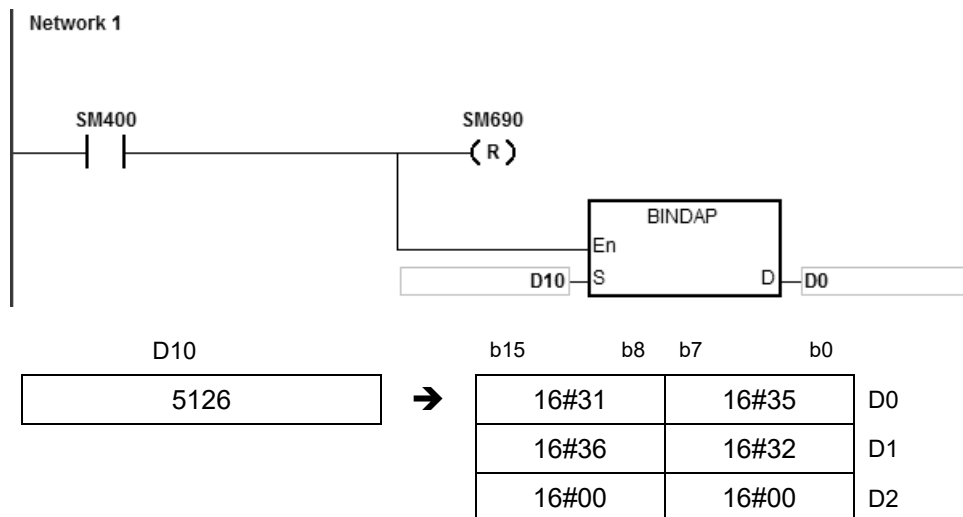 Network 1
SM400 SM690
( R )
BINDAP
En
D10 S D D0
D10 b15 b8 b7 b0
5126 ➔ 16#31 16#35 D0
16#36 16#32 D1
16#00 16#00 D2